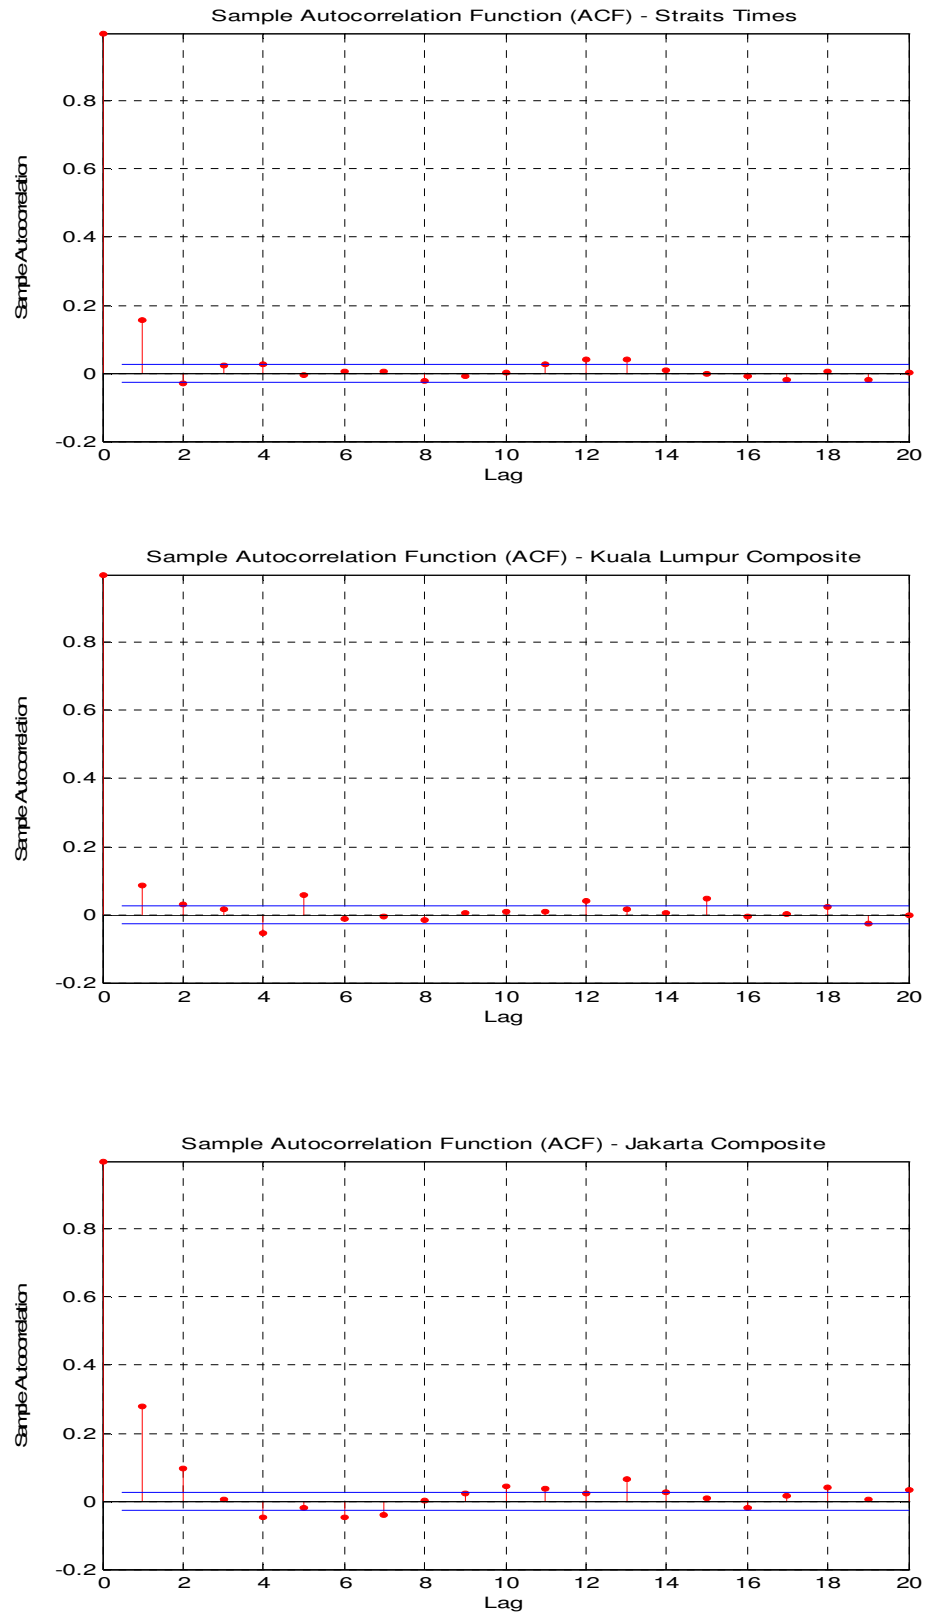 Sample Autocorrelation Function (ACF) - Straits Times
Sample Autocorrelation
0.8
0.6
0.4
0.2
0
-0.2
0 2 4 6 8 10 12 14 16 18 20
Lag
Sample Autocorrelation Function (ACF) - Kuala Lumpur Composite
Sample Autocorrelation
0.8
0.6
0.4
0.2
0
-0.2
0 2 4 6 8 10 12 14 16 18 20
Lag
Sample Autocorrelation Function (ACF) - Jakarta Composite
Sample Autocorrelation
0.8
0.6
0.4
0.2
0
-0.2
0 2 4 6 8 10 12 14 16 18 20
Lag